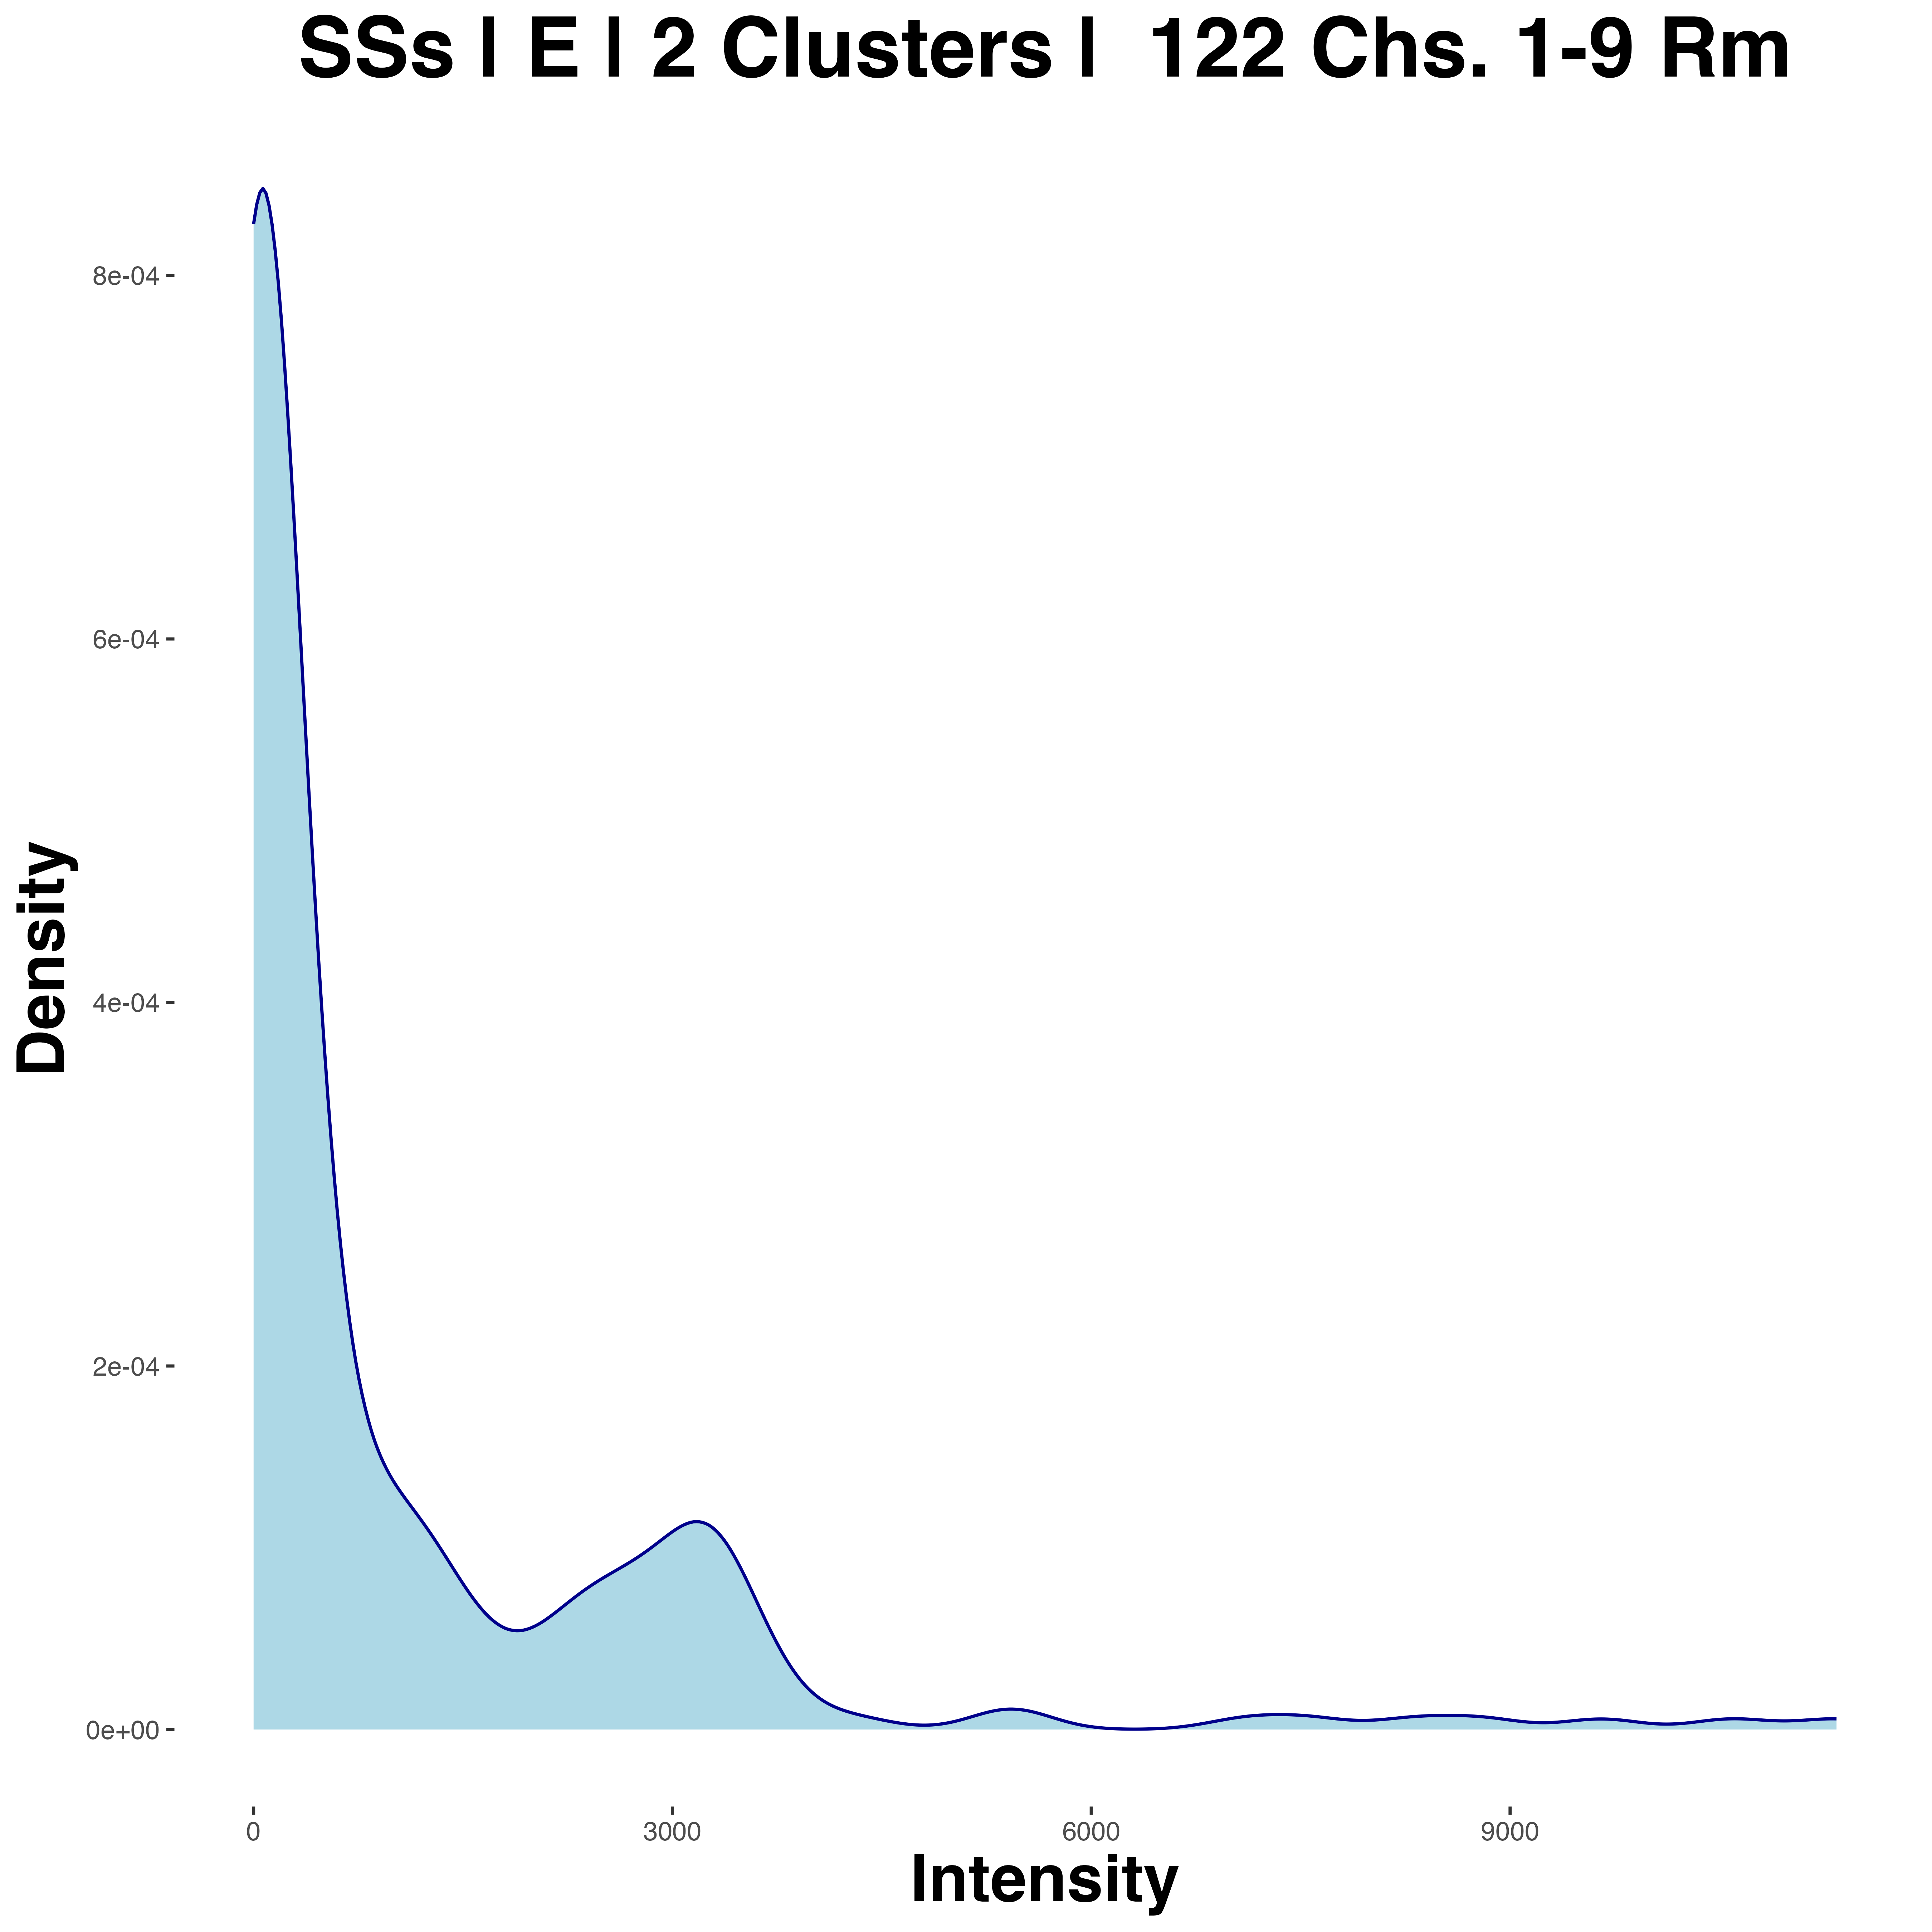 SSs | E | 2 Clusters |  122 Chs. 1-9 Rm
8e-04
6e-04
4e-04
2e-04
0e+00
Density
0
3000
6000
9000
Intensity